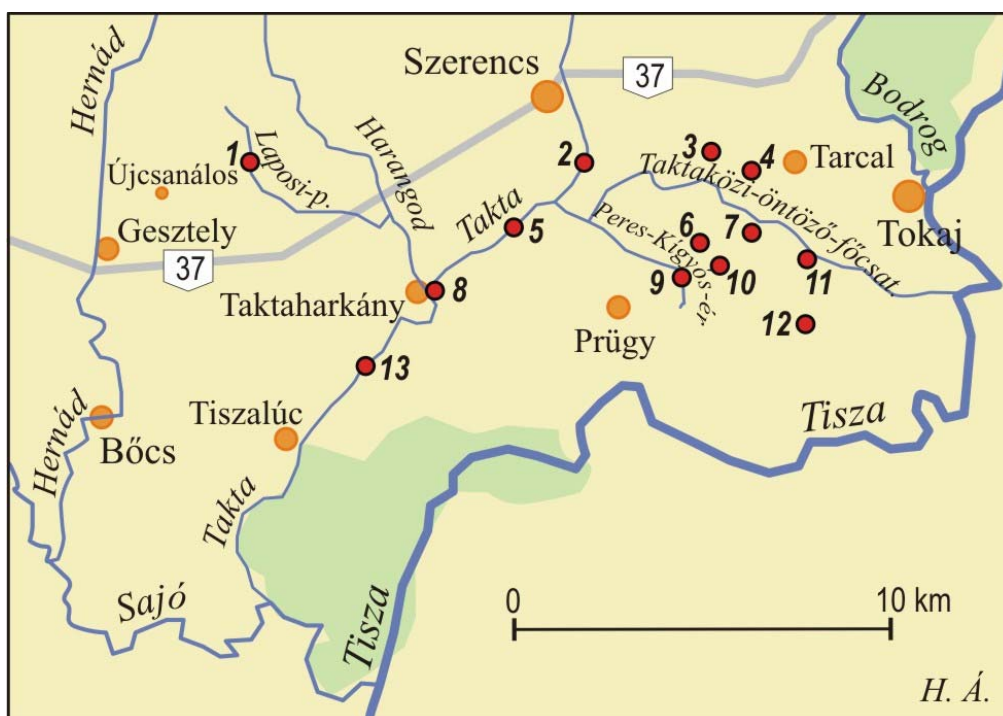 Hernád
Szerencs
37
Bodrog
1
Laposi-p.
Harangod
2
3
4
Tarcal
Újcsanálos
Taktaközi-öntöző-főcsat.
Tokaj
Gesztely
Takta
5
Peres-Kígyós-ér
6
7
37
Taktaharkány
8
9
10
11
Prügy
12
13
Hernád
Bőcs
Tiszalúc
Tisza
Takta
Sajó
Tisza
0
10 km
H. Á.